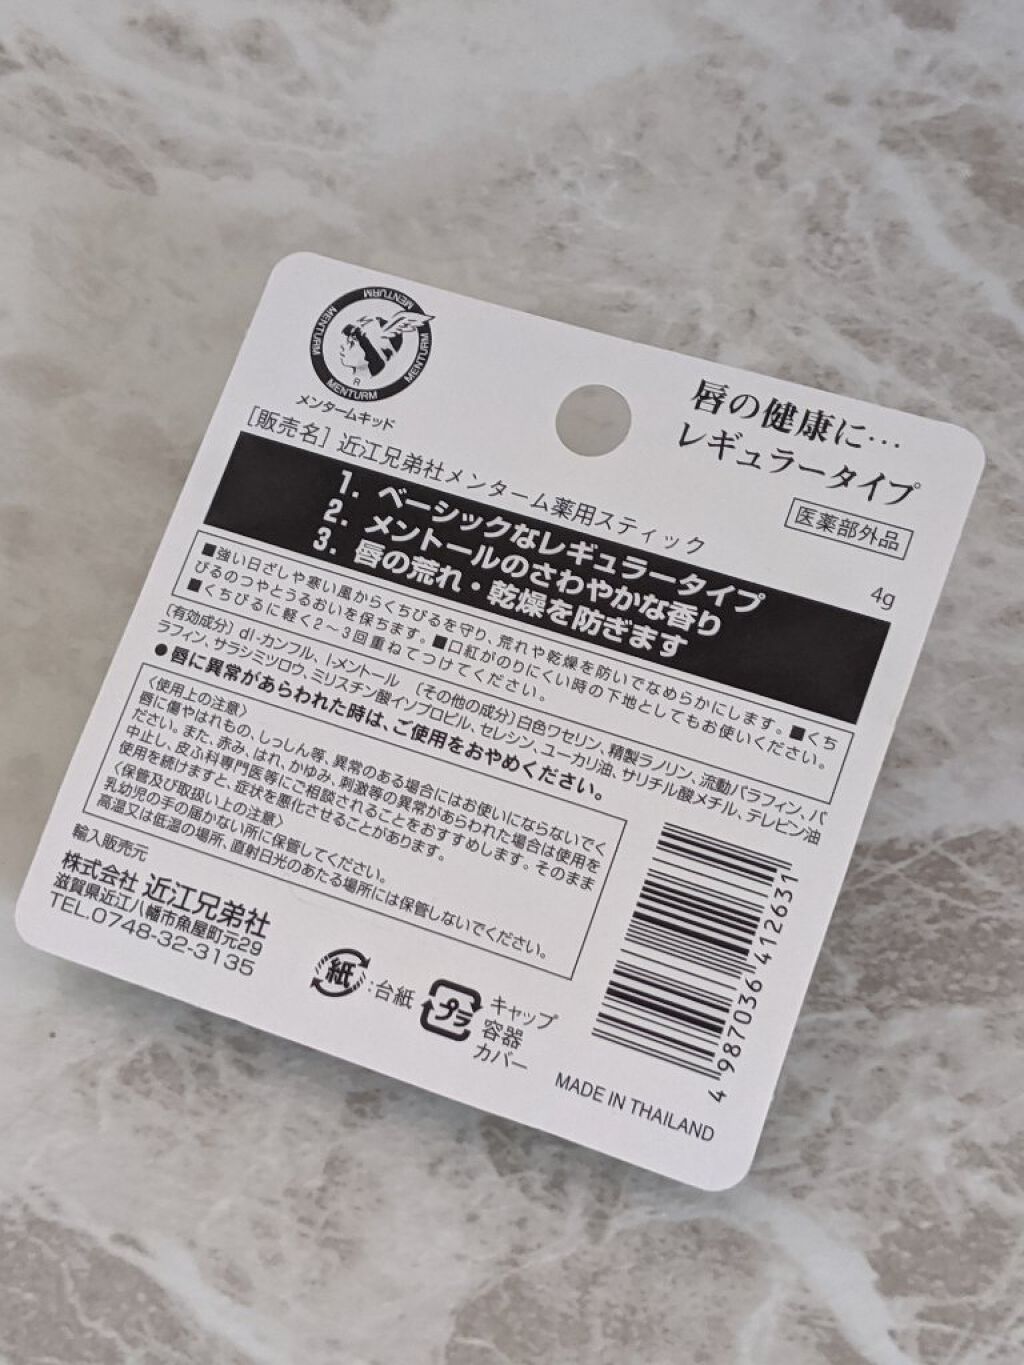 MENTURM MENTURM MENTURM MENTURM
R
メンタームキッド
唇の健康に…
レギュラータイプ
[販売名] 近江兄弟社メンターム薬用スティック
医薬部外品
4g
1. ベーシックなレギュラータイプ
2. メントールのさわやかな香り
3. 唇の荒れ・乾燥を防ぎます
■強い日ざしや寒い風からくちびるを守り、荒れや乾燥を防いでなめらかにします。■くち
びるのつやとうるおいを保ちます。■口紅がのりにくい時の下地としてもお使いください。
■くちびるに軽く2～3回重ねてつけてください。
〔有効成分〕dl-カンフル、l-メントール 〔その他の成分〕白色ワセリン、精製ラノリン、流動パラフィン、パ
ラフィン、サラシミツロウ、ミリスチン酸イソプロピル、セレシン、ユーカリ油、サリチル酸メチル、テレピン油
●唇に異常があらわれた時は、ご使用をおやめください。
〈使用上の注意〉
唇に傷やはれもの、しっしん等、異常のある場合にはお使いにならないでく
ださい。また、赤み、はれ、かゆみ、刺激等の異常があらわれた場合は使用を
中止し、皮ふ科専門医等にご相談されることをおすすめします。そのまま
使用を続けますと、症状を悪化させることがあります。
〈保管及び取扱い上の注意〉
乳幼児の手の届かない所に保管してください。
高温又は低温の場所、直射日光のあたる場所には保管しないでください。
輸入販売元
株式会社 近江兄弟社
滋賀県近江八幡市魚屋町元29
TEL.0748-32-3135
紙 :台紙
プラ キャップ
容器
カバー
4 987036 412631
MADE IN THAILAND